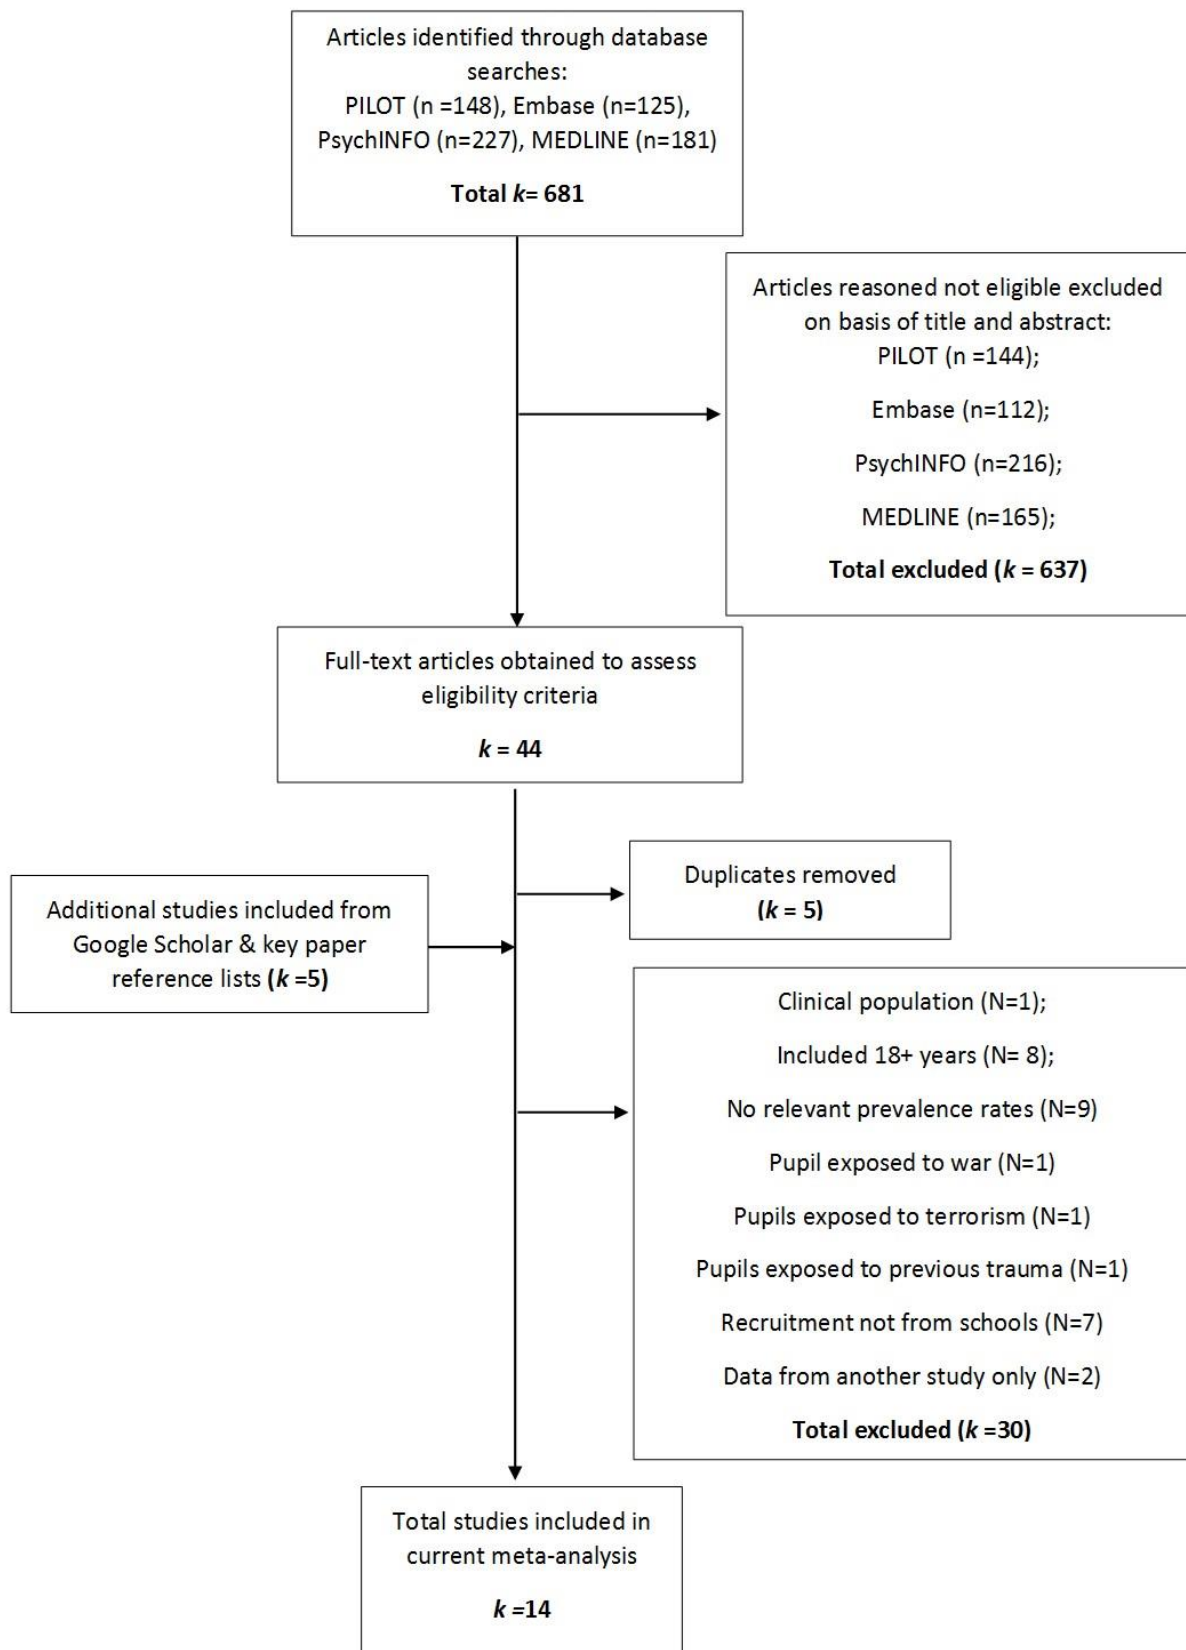 Articles identified through database
searches:
PILOT (n =148), Embase (n=125),
PsychINFO (n=227), MEDLINE (n=181)
Total k= 681
Articles reasoned not eligible excluded
on basis of title and abstract:
PILOT (n =144);
Embase (n=112);
PsychINFO (n=216);
MEDLINE (n=165);
Total excluded (k = 637)
Full-text articles obtained to assess
eligibility criteria
k = 44
Duplicates removed
(k = 5)
Additional studies included from
Google Scholar & key paper
reference lists (k =5)
Clinical population (N=1);
Included 18+ years (N= 8);
No relevant prevalence rates (N=9)
Pupil exposed to war (N=1)
Pupils exposed to terrorism (N=1)
Pupils exposed to previous trauma (N=1)
Recruitment not from schools (N=7)
Data from another study only (N=2)
Total excluded (k =30)
Total studies included in
current meta-analysis
k =14